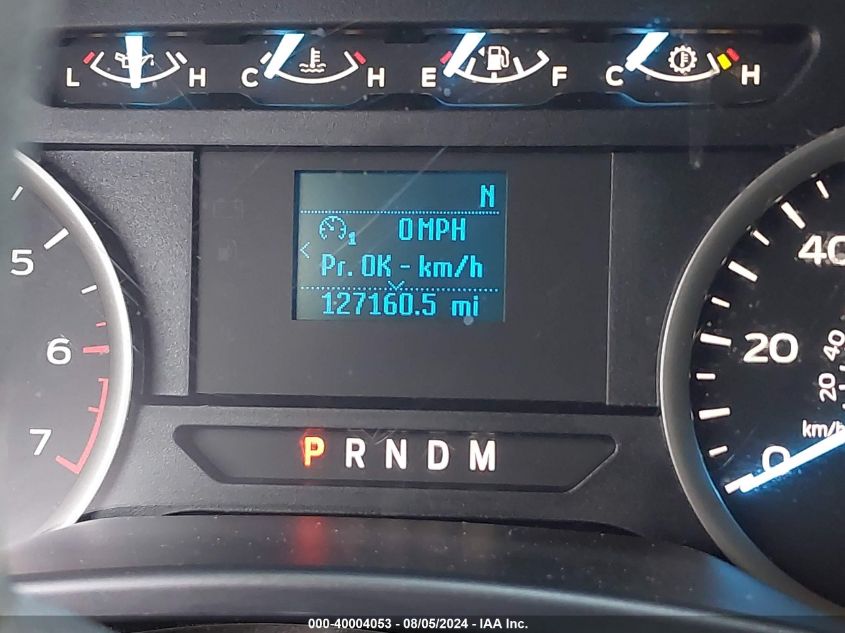 L H C H E F C H
N
1 0 MPH
Pr. OK - km/h
127160.5 mi
5
6
7
40
20
0
40
20
km/h
P R N D M
000-40004053 - 08/05/2024 - IAA Inc.